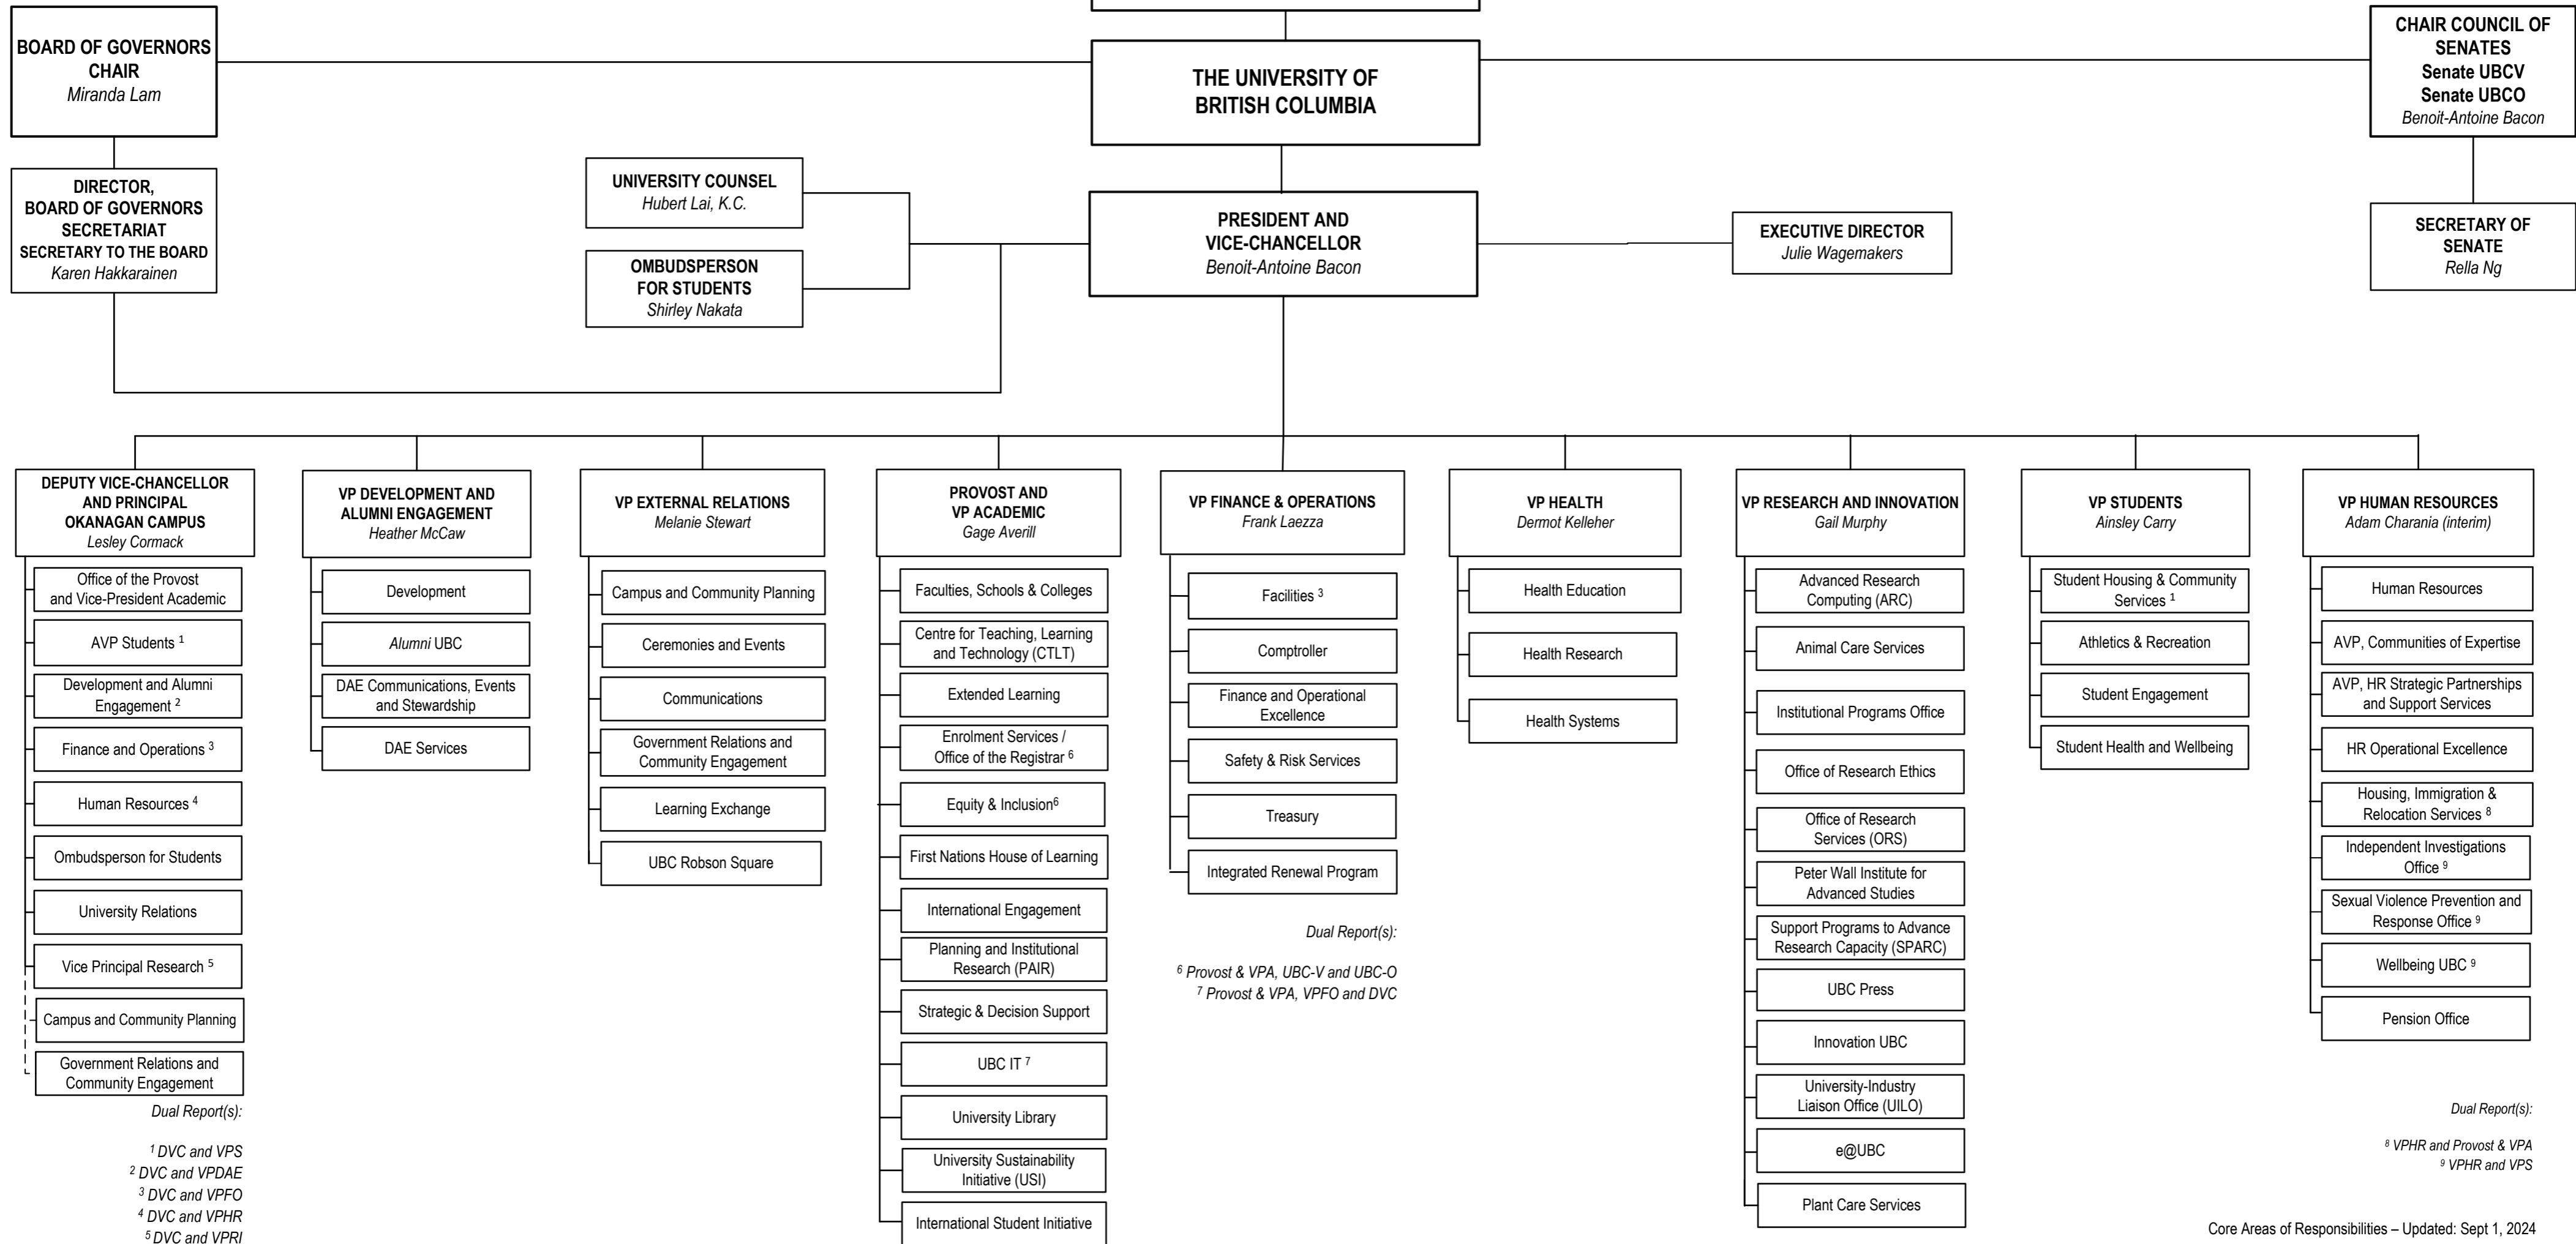 BOARD OF GOVERNORS
CHAIR
Miranda Lam
THE UNIVERSITY OF
BRITISH COLUMBIA
CHAIR COUNCIL OF
SENATES
Senate UBCV
Senate UBCO
Benoit-Antoine Bacon
DIRECTOR,
BOARD OF GOVERNORS
SECRETARIAT
SECRETARY TO THE BOARD
Karen Hakkarainen
UNIVERSITY COUNSEL
Hubert Lai, K.C.
OMBUDSPERSON
FOR STUDENTS
Shirley Nakata
PRESIDENT AND
VICE-CHANCELLOR
Benoit-Antoine Bacon
EXECUTIVE DIRECTOR
Julie Wagemakers
SECRETARY OF
SENATE
Rella Ng
DEPUTY VICE-CHANCELLOR
AND PRINCIPAL
OKANAGAN CAMPUS
Lesley Cormack
Office of the Provost
and Vice-President Academic
AVP Students 1
Development and Alumni
Engagement 2
Finance and Operations 3
Human Resources 4
Ombudsperson for Students
University Relations
Vice Principal Research 5
Campus and Community Planning
Government Relations and
Community Engagement
Dual Report(s):
1 DVC and VPS
2 DVC and VPDAE
3 DVC and VPFO
4 DVC and VPHR
5 DVC and VPRI
VP DEVELOPMENT AND
ALUMNI ENGAGEMENT
Heather McCaw
Development
Alumni UBC
DAE Communications, Events
and Stewardship
DAE Services
VP EXTERNAL RELATIONS
Melanie Stewart
Campus and Community Planning
Ceremonies and Events
Communications
Government Relations and
Community Engagement
Learning Exchange
UBC Robson Square
PROVOST AND
VP ACADEMIC
Gage Averill
Faculties, Schools & Colleges
Centre for Teaching, Learning
and Technology (CTLT)
Extended Learning
Enrolment Services /
Office of the Registrar 6
Equity & Inclusion6
First Nations House of Learning
International Engagement
Planning and Institutional
Research (PAIR)
Strategic & Decision Support
UBC IT 7
University Library
University Sustainability
Initiative (USI)
International Student Initiative
VP FINANCE & OPERATIONS
Frank Laezza
Facilities 3
Comptroller
Finance and Operational
Excellence
Safety & Risk Services
Treasury
Integrated Renewal Program
Dual Report(s):
6 Provost & VPA, UBC-V and UBC-O
7 Provost & VPA, VPFO and DVC
VP HEALTH
Dermot Kelleher
Health Education
Health Research
Health Systems
VP RESEARCH AND INNOVATION
Gail Murphy
Advanced Research
Computing (ARC)
Animal Care Services
Institutional Programs Office
Office of Research Ethics
Office of Research
Services (ORS)
Peter Wall Institute for
Advanced Studies
Support Programs to Advance
Research Capacity (SPARC)
UBC Press
Innovation UBC
University-Industry
Liaison Office (UILO)
e@UBC
Plant Care Services
VP STUDENTS
Ainsley Carry
Student Housing & Community
Services 1
Athletics & Recreation
Student Engagement
Student Health and Wellbeing
VP HUMAN RESOURCES
Adam Charania (interim)
Human Resources
AVP, Communities of Expertise
AVP, HR Strategic Partnerships
and Support Services
HR Operational Excellence
Housing, Immigration &
Relocation Services 8
Independent Investigations
Office 9
Sexual Violence Prevention and
Response Office 9
Wellbeing UBC 9
Pension Office
Dual Report(s):
8 VPHR and Provost & VPA
9 VPHR and VPS
Core Areas of Responsibilities – Updated: Sept 1, 2024